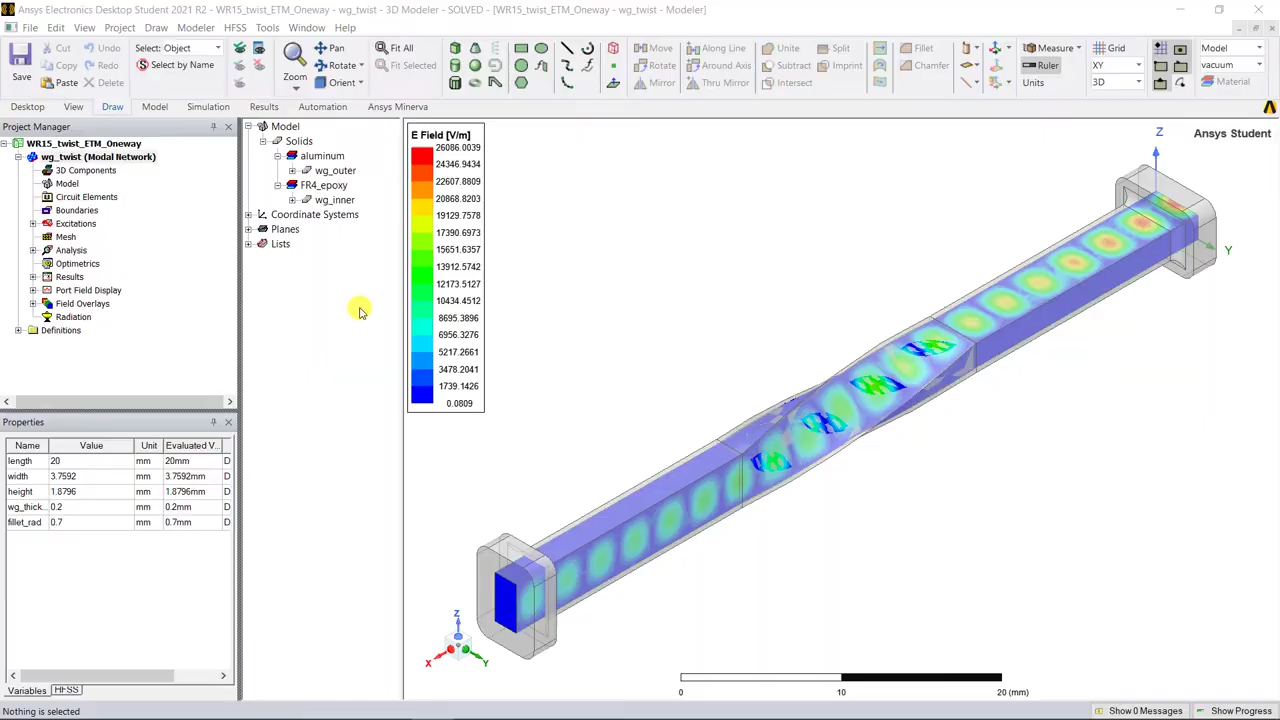 Ansys Electronics Desktop Student 2021 R2 - WR15_twist_ETM_Oneway - wg_twist - 3D Modeler - SOLVED - [WR15_twist_ETM_Oneway - wg_twist - Modeler]
File Edit View Project Draw Modeler HFSS Tools Window Help
Save
Cut Undo
Copy Redo
Paste Delete
Select: Object
Select by Name
Zoom
Pan
Rotate
Orient
Fit All
Fit Selected
Move Along Line Unite Split Fillet
Rotate Around Axis Subtract Imprint Chamfer
Mirror Thru Mirror Intersect
Measure Grid Model
Ruler XY vacuum
Units 3D Material
Desktop View Draw Model Simulation Results Automation Ansys Minerva
Project Manager
WR15_twist_ETM_Oneway
wg_twist (Modal Network)
3D Components
Model
Circuit Elements
Boundaries
Excitations
Mesh
Analysis
Optimetrics
Results
Port Field Display
Field Overlays
Radiation
Definitions
Properties
Name Value Unit Evaluated V... D
length 20 mm 20mm D
width 3.7592 mm 3.7592mm D
height 1.8796 mm 1.8796mm D
wg_thick... 0.2 mm 0.2mm D
fillet_rad 0.7 mm 0.7mm D
Variables HFSS
Nothing is selected
Model
Solids
aluminum
wg_outer
FR4_epoxy
wg_inner
Coordinate Systems
Planes
Lists
E Field [V/m]
26086.0039
24346.9434
22607.8809
20868.8203
19129.7578
17390.6973
15651.6357
13912.5742
12173.5127
10434.4512
8695.3896
6956.3276
5217.2661
3478.2041
1739.1426
0.0809
Z
Ansys Student
Y
Z
X
Y
0 10 20 (mm)
Show 0 Messages Show Progress